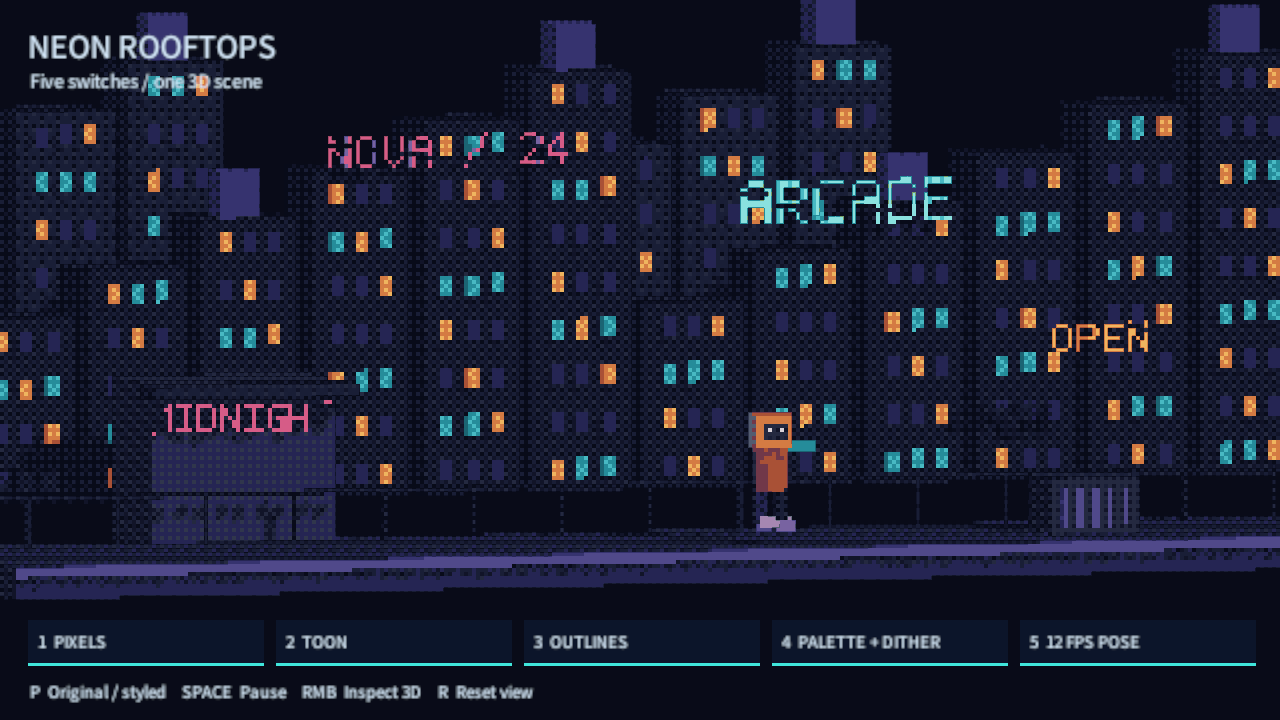 NEON ROOFTOPS
Five switches / one 3D scene
NOVA / 24
ARCADE
OPEN
1 PIXELS
2 TOON
3 OUTLINES
4 PALETTE + DITHER
5 12 FPS POSE
P Original / styled SPACE Pause RMB Inspect 3D R Reset view